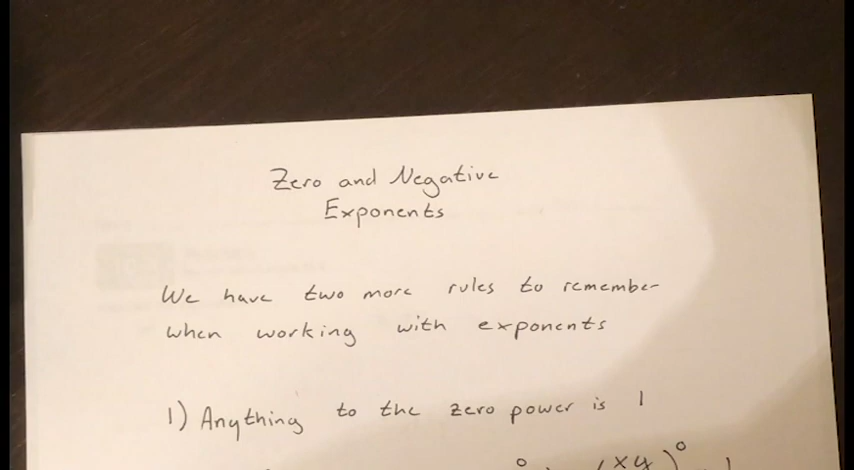 Zero and Negative
Exponents
We have two more rules to remember
when working with exponents
1) Anything to the zero power is 1